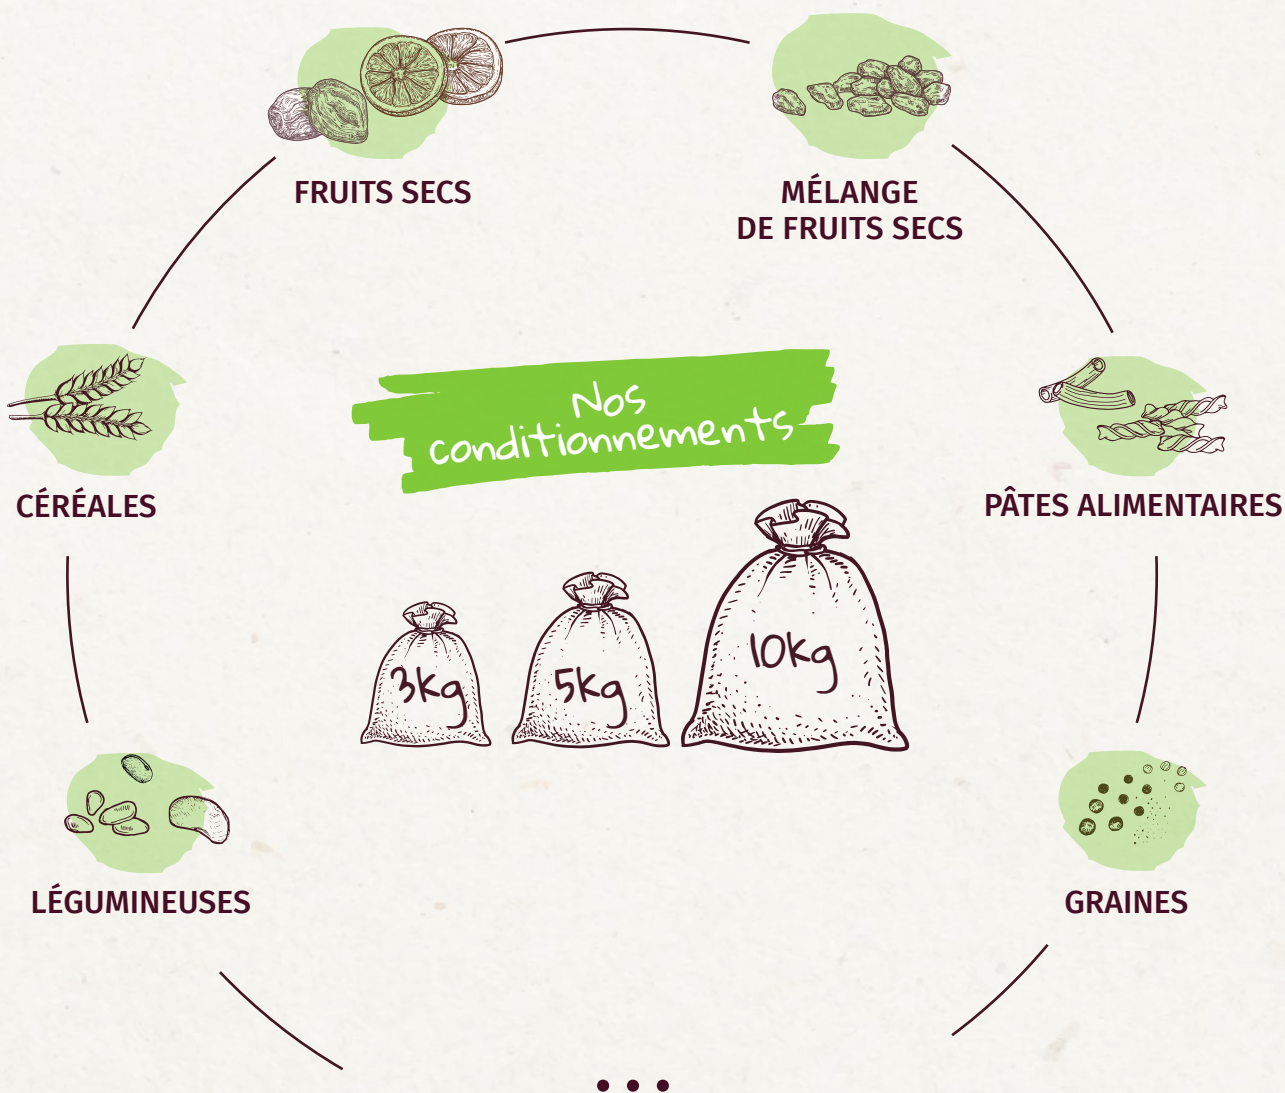 FRUITS SECS
MÉLANGE
DE FRUITS SECS
CÉRÉALES
Nos
conditionnements
PÂTES ALIMENTAIRES
3kg
5kg
10kg
LÉGUMINEUSES
GRAINES
...